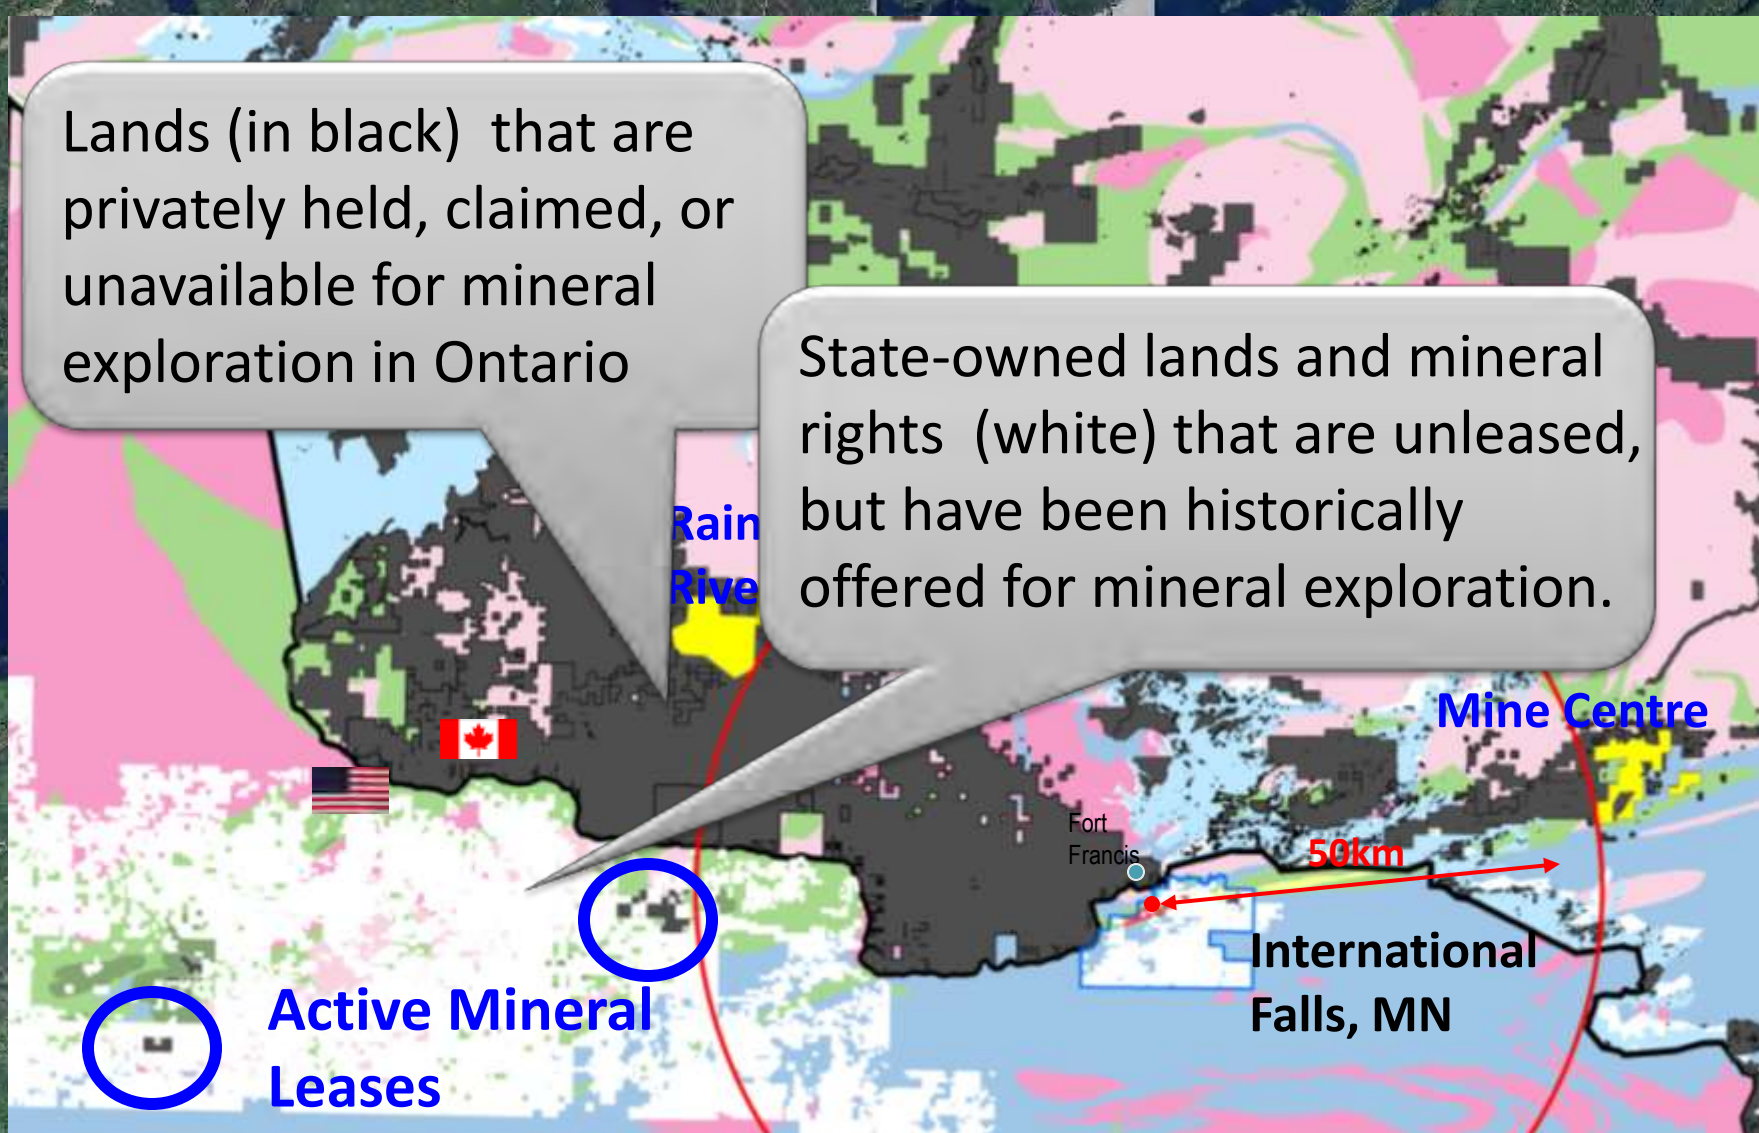 Lands (in black) that are
privately held, claimed, or
unavailable for mineral
exploration in Ontario
State-owned lands and mineral
rights (white) that are unleased,
but have been historically
offered for mineral exploration.
Rain
Rive
Mine Centre
Fort
Francis
50km
International
Falls, MN
Active Mineral
Leases